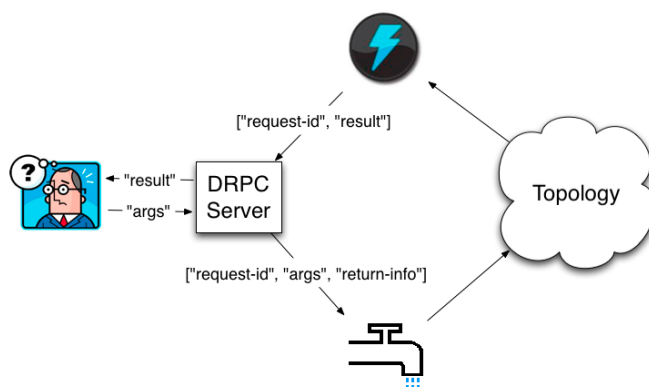 ["request-id", "result"]
?
"result"
"args"
DRPC
Server
Topology
["request-id", "args", "return-info"]